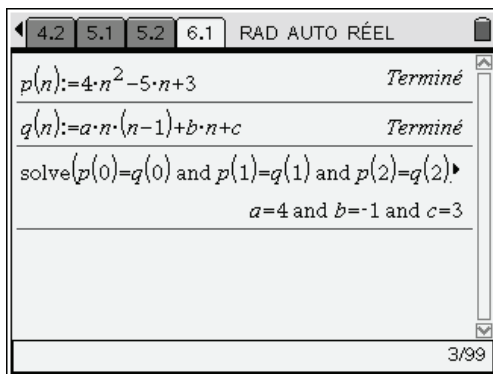 4.2 5.1 5.2 6.1 RAD AUTO RÉEL
p(n):=4·n²−5·n+3 Terminé
q(n):=a·n·(n−1)+b·n+c Terminé
solve(p(0)=q(0) and p(1)=q(1) and p(2)=q(2)
a=4 and b=-1 and c=3
3/99